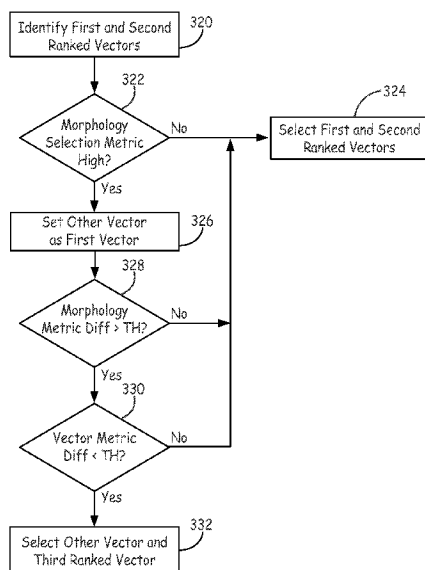 Identify First and Second
Ranked Vectors
320
322
Morphology
Selection Metric
High?
No
Yes
324
Select First and Second
Ranked Vectors
Set Other Vector
as First Vector
326
328
Morphology
Metric Diff > TH?
No
Yes
330
Vector Metric
Diff < TH?
No
Yes
Select Other Vector and
Third Ranked Vector
332